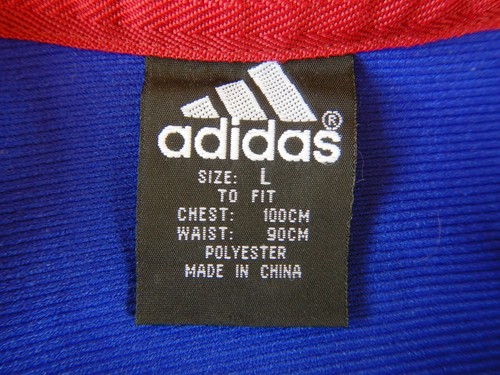 adidas®
SIZE: L
TO FIT
CHEST: 100CM
WAIST: 90CM
POLYESTER
MADE IN CHINA